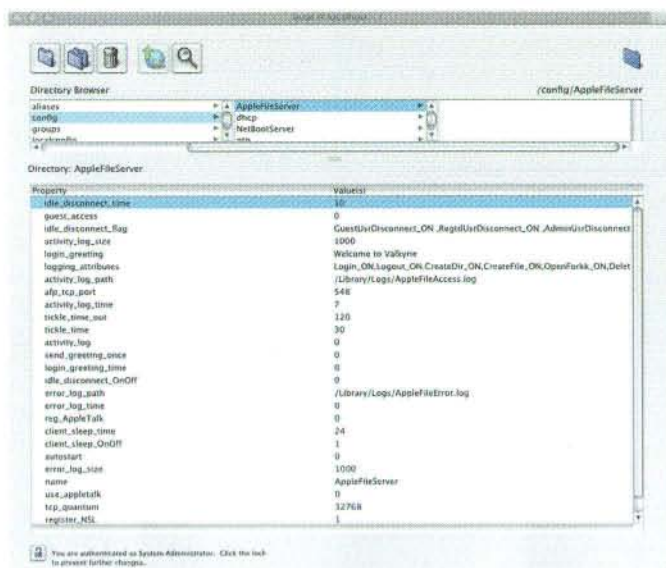 local @ localhost
Directory Browser /config/AppleFileServer
aliases AppleFileServer
config dhcp
groups NetBootServer
localconfig
Directory: AppleFileServer
Property Value(s)
idle_disconnect_time 10
guest_access 0
idle_disconnect_flag GuestUsrDisconnect_ON ,RegtdUsrDisconnect_ON ,AdminUsrDisconnect
activity_log_size 1000
login_greeting Welcome to Valkyrie
logging_attributes Login_ON,Logout_ON,CreateDir_ON,CreateFile_ON,OpenForkk_ON,Delet
activity_log_path /Library/Logs/AppleFileAccess.log
afp_tcp_port 548
activity_log_time 7
tickle_time_out 120
tickle_time 30
activity_log 0
send_greeting_once 0
login_greeting_time 0
idle_disconnect_OnOff 0
error_log_path /Library/Logs/AppleFileError.log
error_log_time 0
reg_AppleTalk 0
client_sleep_time 24
client_sleep_OnOff 1
autostart 0
error_log_size 1000
name AppleFileServer
use_appletalk 0
tcp_quantum 32768
register_NSL 1
You are authenticated as System Administrator. Click the lock
to prevent further changes.